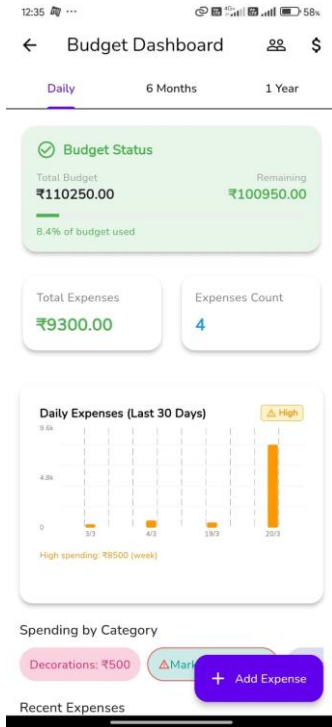 12:35
4G+
58%
Budget Dashboard
$
Daily
6 Months
1 Year
Budget Status
Total Budget
Remaining
₹110250.00
₹100950.00
8.4% of budget used
Total Expenses
Expenses Count
₹9300.00
4
Daily Expenses (Last 30 Days)
High
9.6k
4.8k
0
3/3
4/3
19/3
20/3
High spending: ₹8500 (week)
Spending by Category
Decorations: ₹500
Mark
+ Add Expense
Recent Expenses